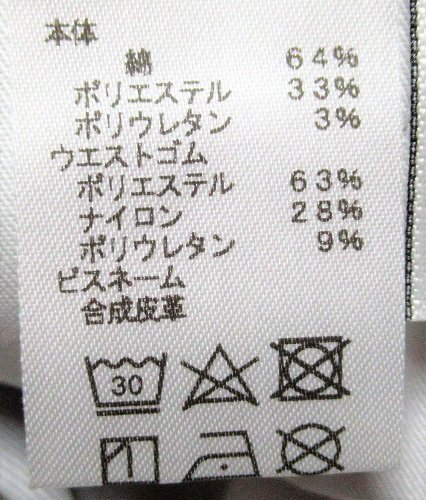 本体
綿 64%
ポリエステル 33%
ポリウレタン 3%
ウエストゴム
ポリエステル 63%
ナイロン 28%
ポリウレタン 9%
ピスネーム
合成皮革
30